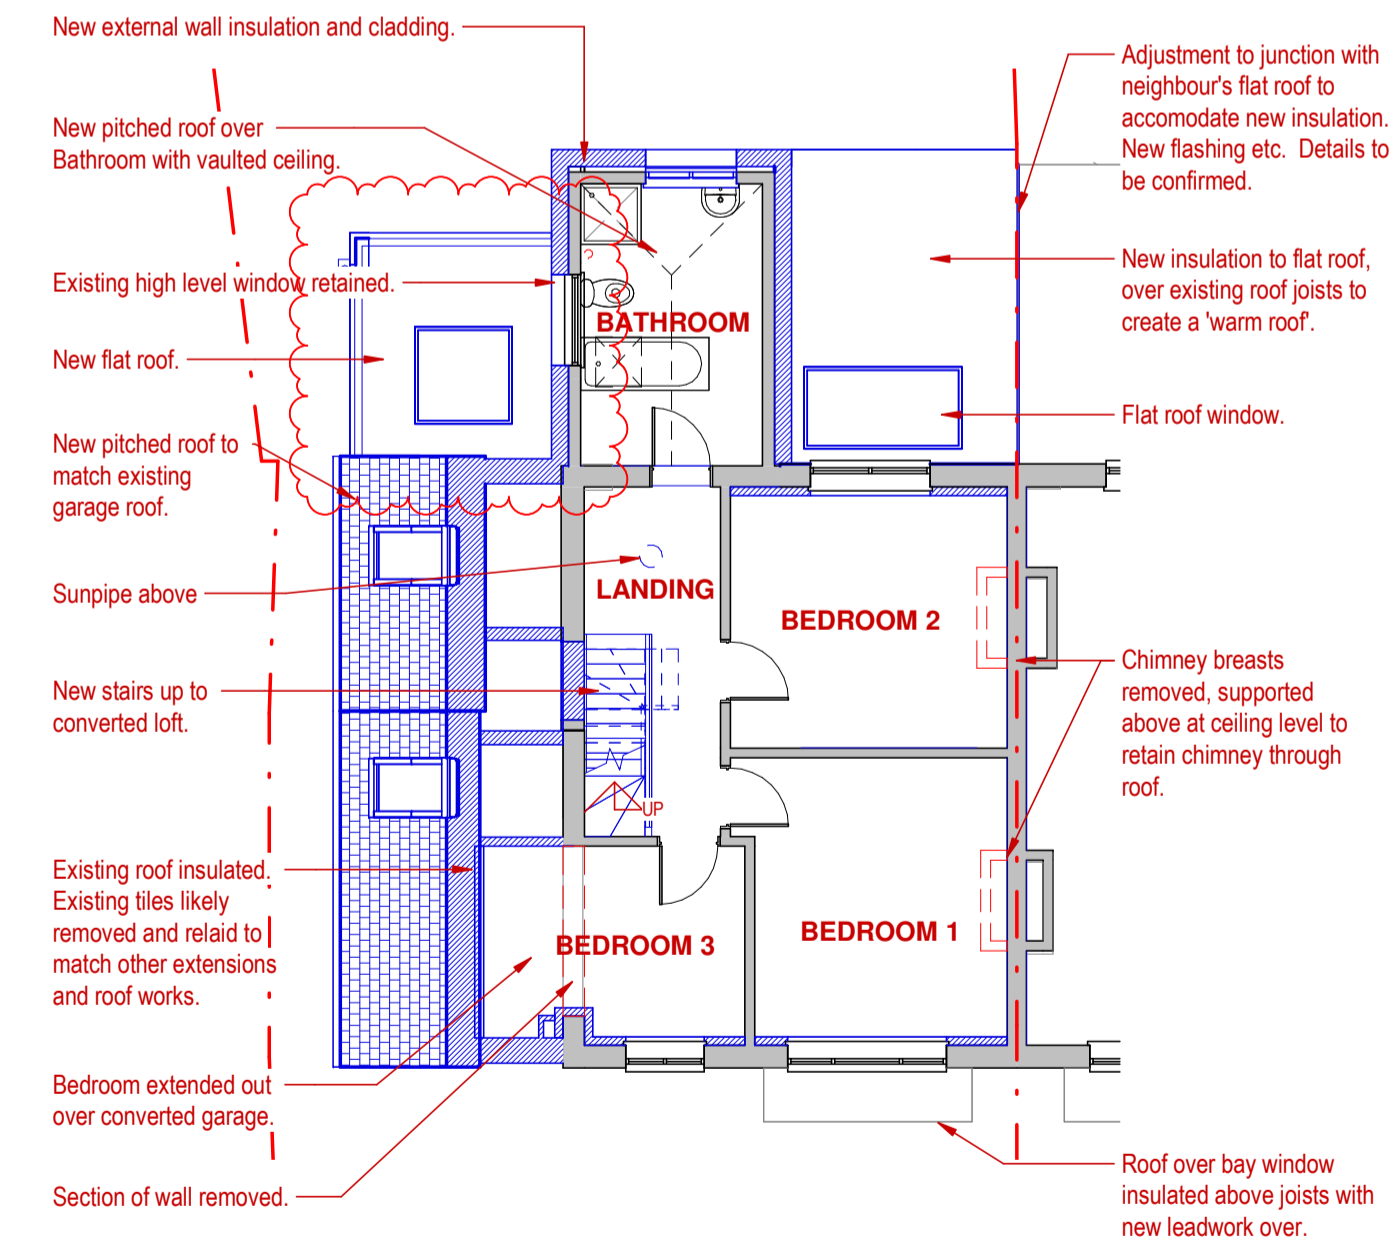 New external wall insulation and cladding.
New pitched roof over
Bathroom with vaulted ceiling.
Existing high level window retained.
New flat roof.
New pitched roof to
match existing
garage roof.
Sunpipe above
New stairs up to
converted loft.
Existing roof insulated.
Existing tiles likely
removed and relaid to
match other extensions
and roof works.
Bedroom extended out
over converted garage.
Section of wall removed.
BATHROOM
LANDING
BEDROOM 2
UP
BEDROOM 3
BEDROOM 1
Adjustment to junction with
neighbour's flat roof to
accomodate new insulation.
New flashing etc.  Details to
be confirmed.
New insulation to flat roof,
over existing roof joists to
create a 'warm roof'.
Flat roof window.
Chimney breasts
removed, supported
above at ceiling level to
retain chimney through
roof.
Roof over bay window
insulated above joists with
new leadwork over.